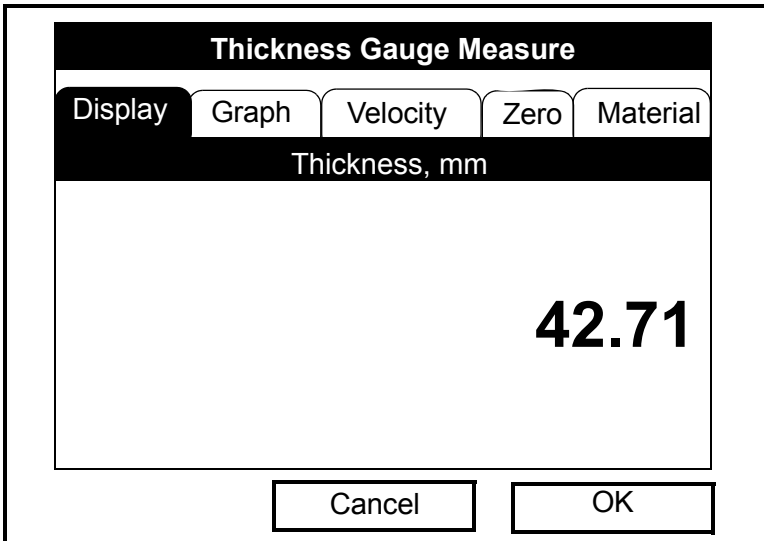 Thickness Gauge Measure
Display Graph Velocity Zero Material
Thickness, mm
42.71
Cancel OK